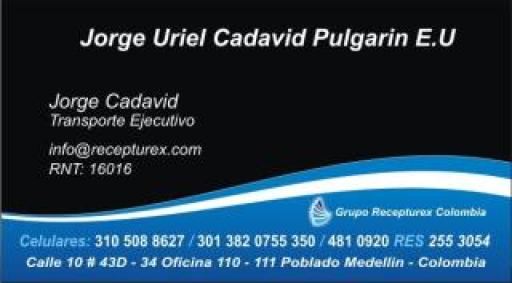 Jorge Uriel Cadavid Pulgarin E.U
Jorge Cadavid
Transporte Ejecutivo
info@recepturex.com
RNT: 16016
Grupo Recepturex Colombia
Celulares: 310 508 8627 / 301 382 0755 350 / 481 0920 RES 255 3054
Calle 10 # 43D - 34 Oficina 110 - 111 Poblado Medellin - Colombia